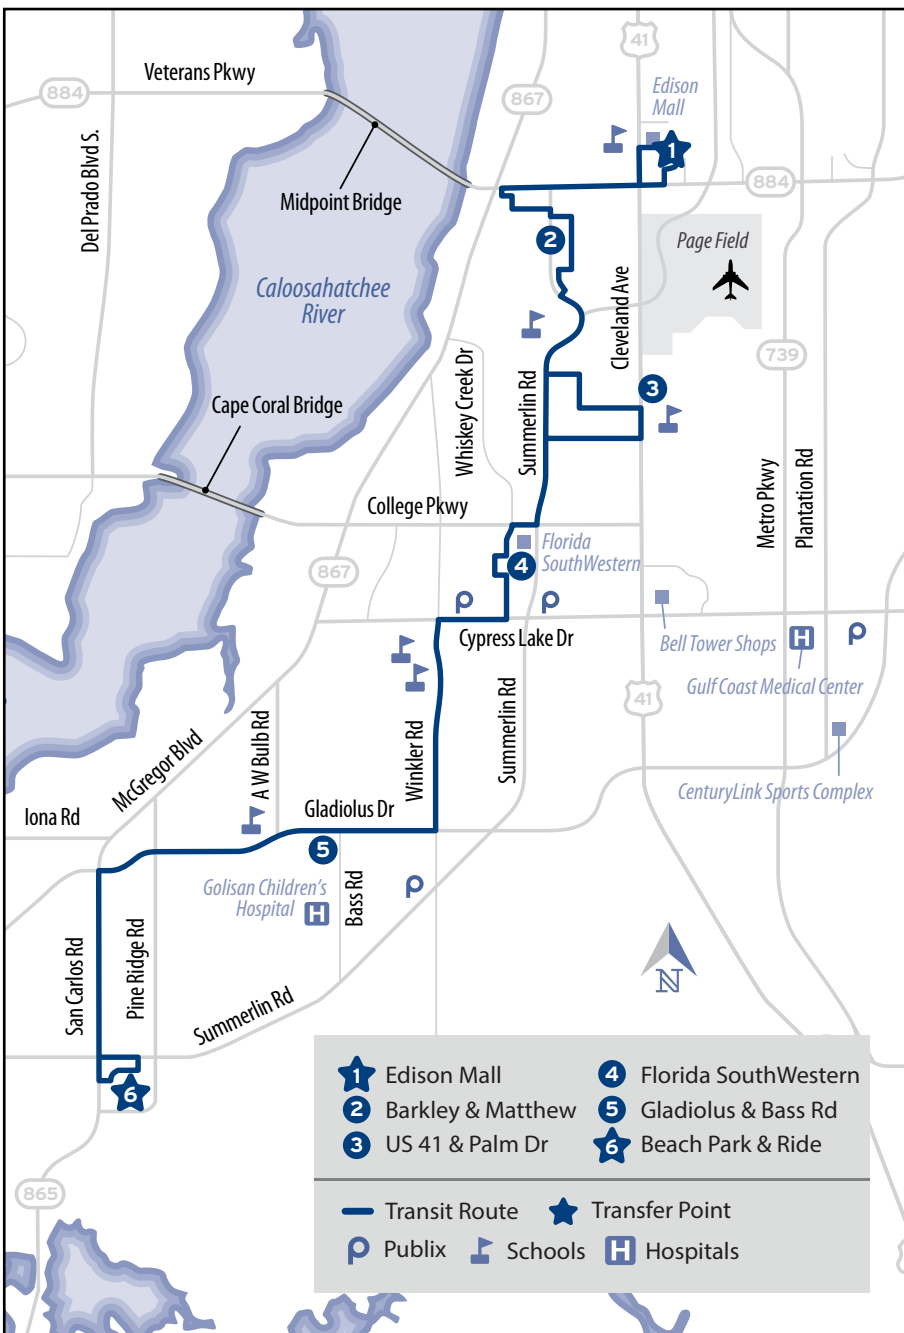 41
Veterans Pkwy
884
867
Edison
Mall
1
Del Prado Blvd S.
Midpoint Bridge
884
2
Page Field
Caloosahatchee
River
Cleveland Ave
739
Whiskey Creek Dr
Summerlin Rd
3
Cape Coral Bridge
College Pkwy
Metro Pkwy
Plantation Rd
Florida
SouthWestern
4
867
P
P
Cypress Lake Dr
Bell Tower Shops
H
P
Gulf Coast Medical Center
41
Summerlin Rd
Winkler Rd
A W Bulb Rd
McGregor Blvd
CenturyLink Sports Complex
Iona Rd
Gladiolus Dr
5
Golisan Children's
Hospital
H
Bass Rd
P
San Carlos Rd
Pine Ridge Rd
Summerlin Rd
N
6
865
1 Edison Mall
2 Barkley & Matthew
3 US 41 & Palm Dr
4 Florida SouthWestern
5 Gladiolus & Bass Rd
6 Beach Park & Ride
Transit Route
Transfer Point
P Publix
Schools
H Hospitals